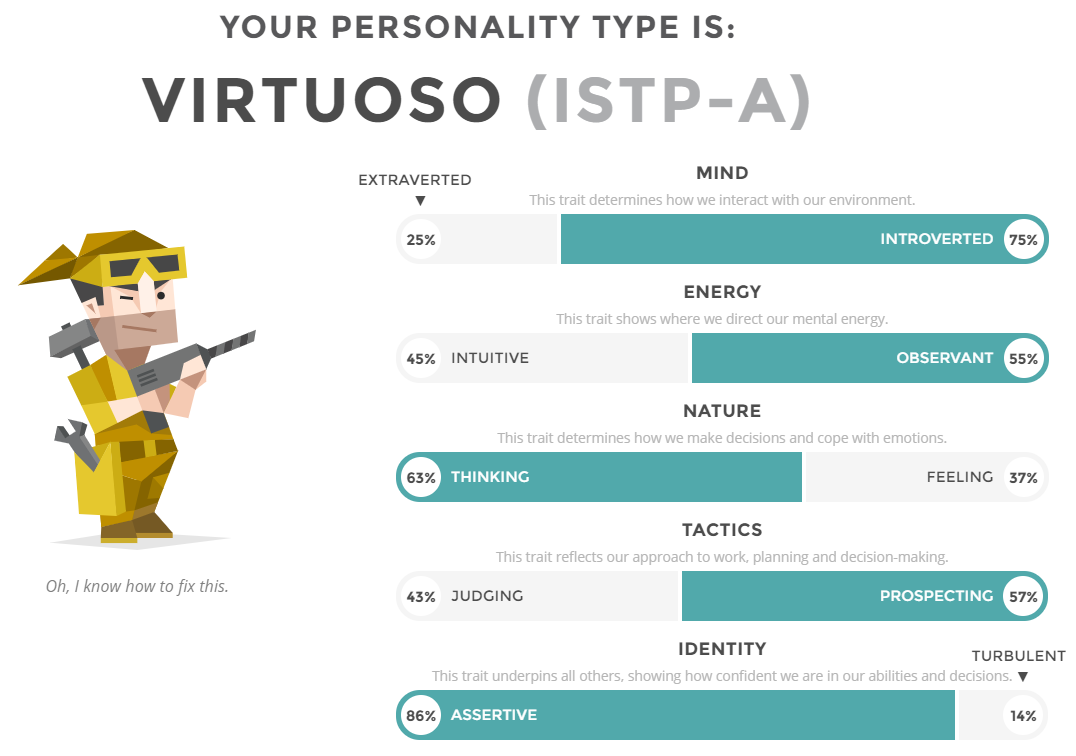 YOUR PERSONALITY TYPE IS:
VIRTUOSO (ISTP-A)
MIND
EXTRAVERTED
This trait determines how we interact with our environment.
25% INTROVERTED 75%
ENERGY
This trait shows where we direct our mental energy.
45% INTUITIVE OBSERVANT 55%
NATURE
This trait determines how we make decisions and cope with emotions.
63% THINKING FEELING 37%
TACTICS
This trait reflects our approach to work, planning and decision-making.
43% JUDGING PROSPECTING 57%
IDENTITY
TURBULENT
This trait underpins all others, showing how confident we are in our abilities and decisions.
86% ASSERTIVE 14%
Oh, I know how to fix this.